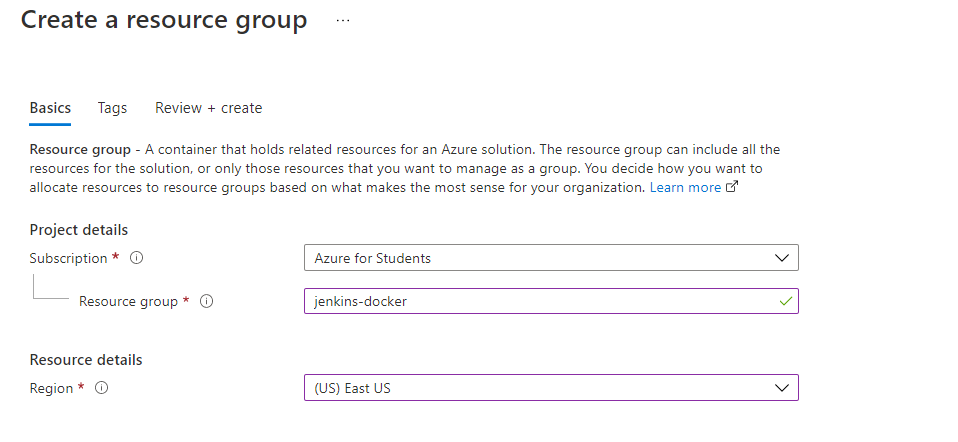 Create a resource group ...
Basics Tags Review + create
Resource group - A container that holds related resources for an Azure solution. The resource group can include all the
resources for the solution, or only those resources that you want to manage as a group. You decide how you want to
allocate resources to resource groups based on what makes the most sense for your organization. Learn more
Project details
Subscription * Azure for Students
Resource group * jenkins-docker
Resource details
Region * (US) East US